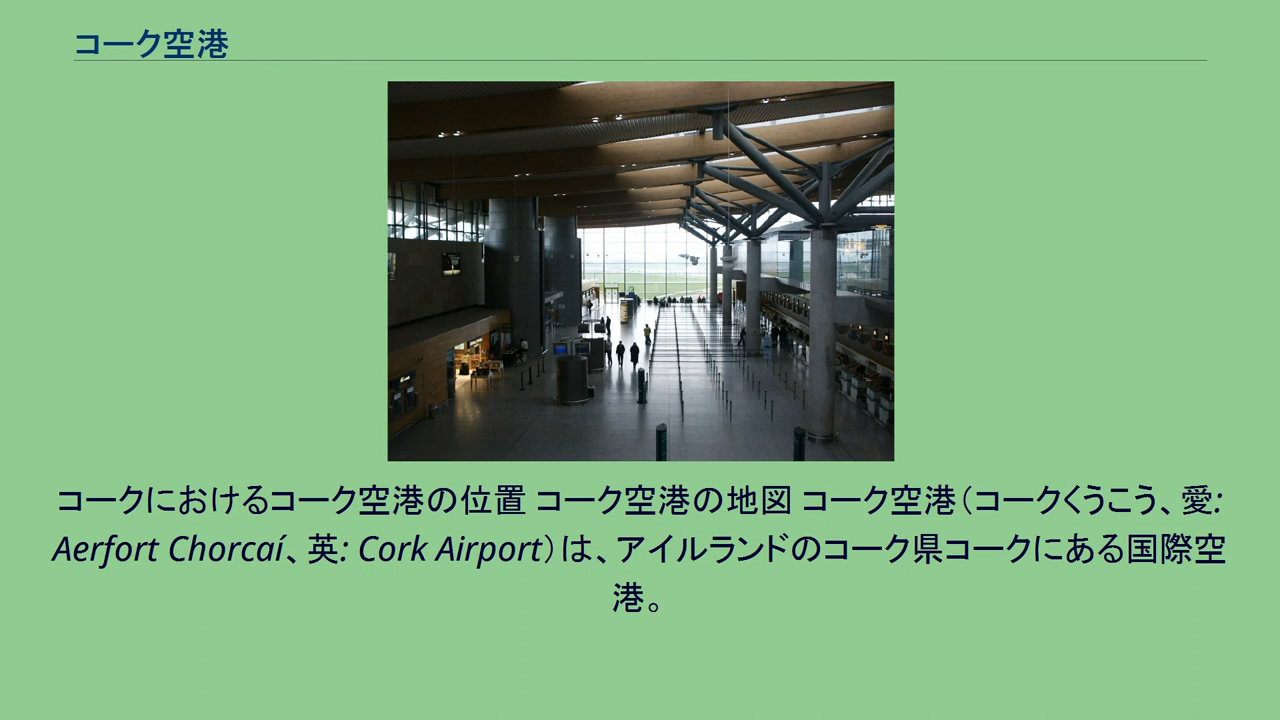 コーク空港
コークにおけるコーク空港の位置 コーク空港の地図 コーク空港（コークくうこう、愛:
Aerfort Chorcaí、英: Cork Airport）は、アイルランドのコーク県コークにある国際空
港。